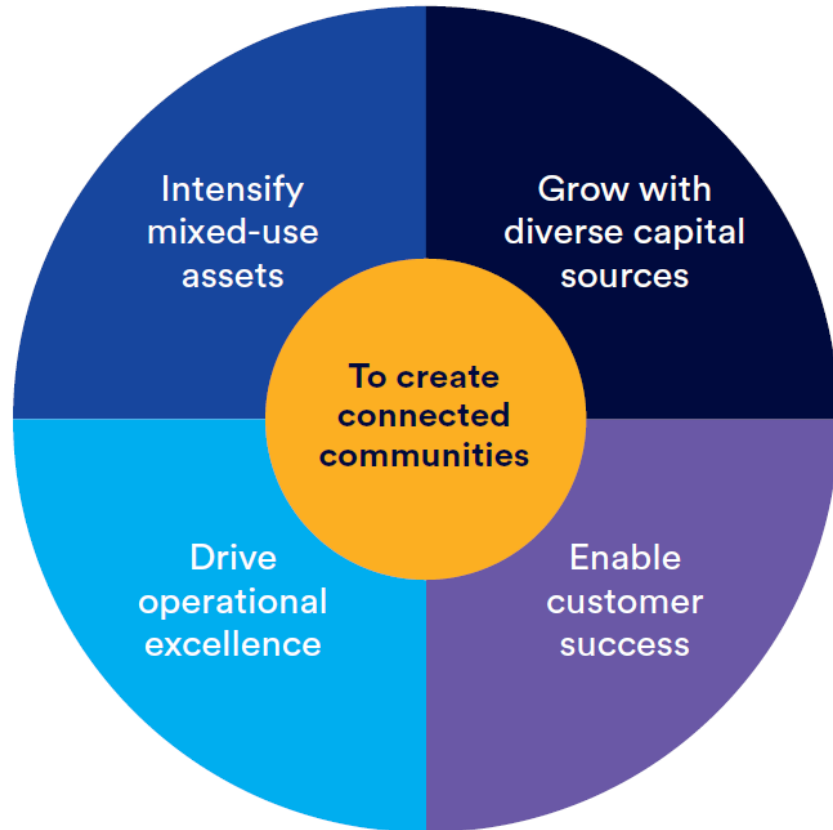 Intensify
mixed-use
assets
Grow with
diverse capital
sources
To create
connected
communities
Drive
operational
excellence
Enable
customer
success